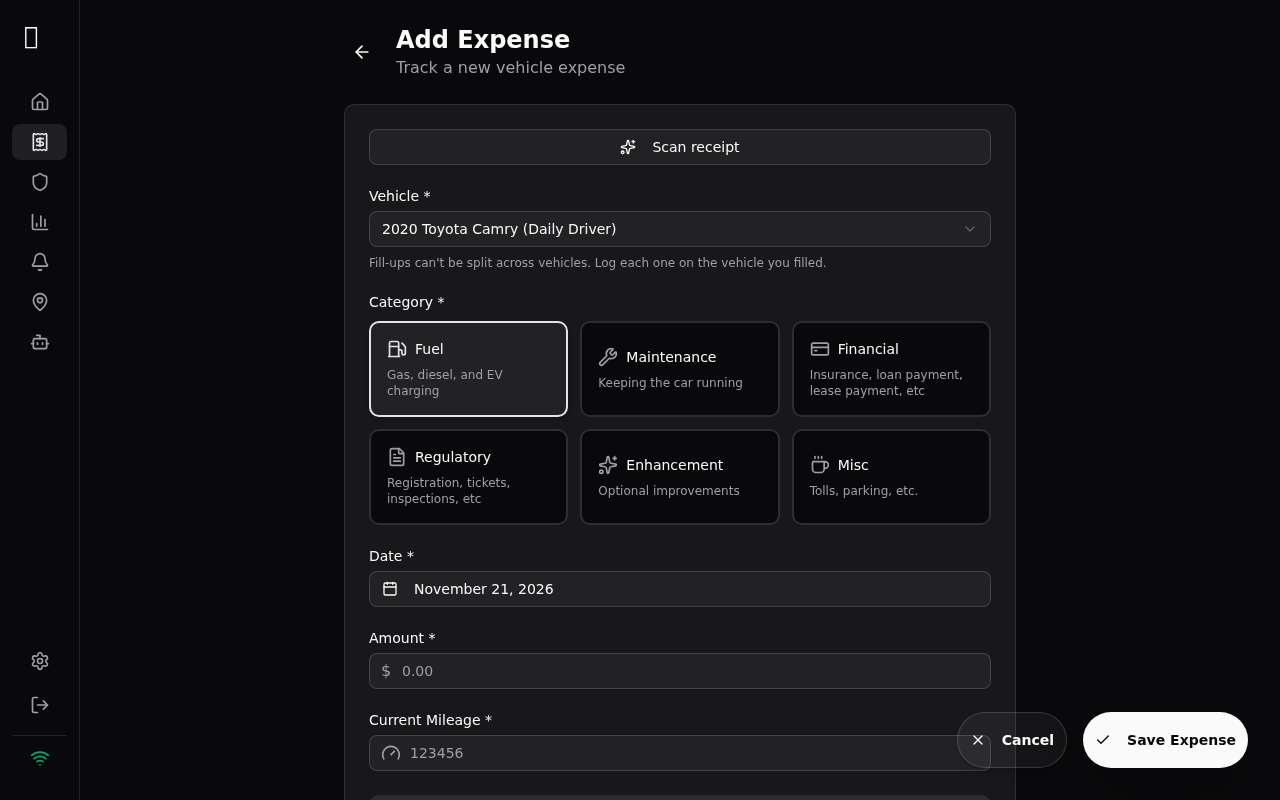 Add Expense
Track a new vehicle expense
Scan receipt
Vehicle *
2020 Toyota Camry (Daily Driver)
Fill-ups can't be split across vehicles. Log each one on the vehicle you filled.
Category *
Fuel
Gas, diesel, and EV
charging
Maintenance
Keeping the car running
Financial
Insurance, loan payment,
lease payment, etc
Regulatory
Registration, tickets,
inspections, etc
Enhancement
Optional improvements
Misc
Tolls, parking, etc.
Date *
November 21, 2026
Amount *
$ 0.00
Current Mileage *
123456
Cancel
Save Expense